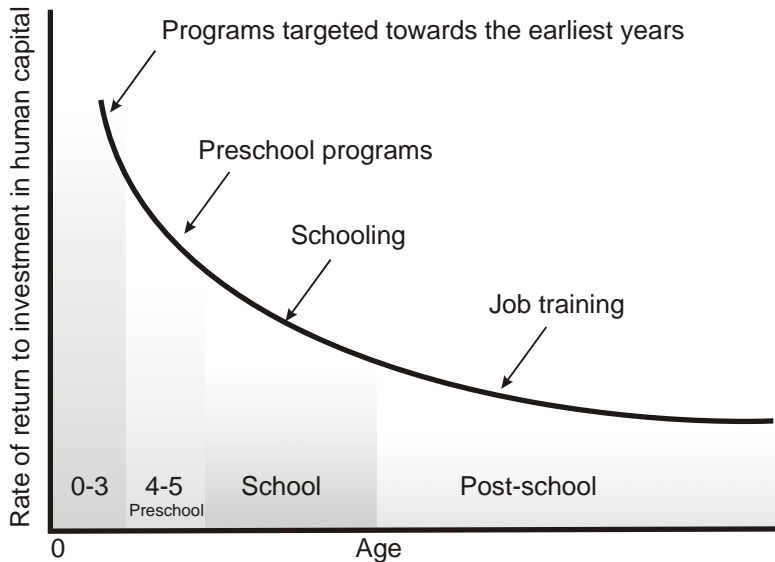 Rate of return to investment in human capital
Programs targeted towards the earliest years
Preschool programs
Schooling
Job training
0-3
4-5
Preschool
School
Post-school
0
Age